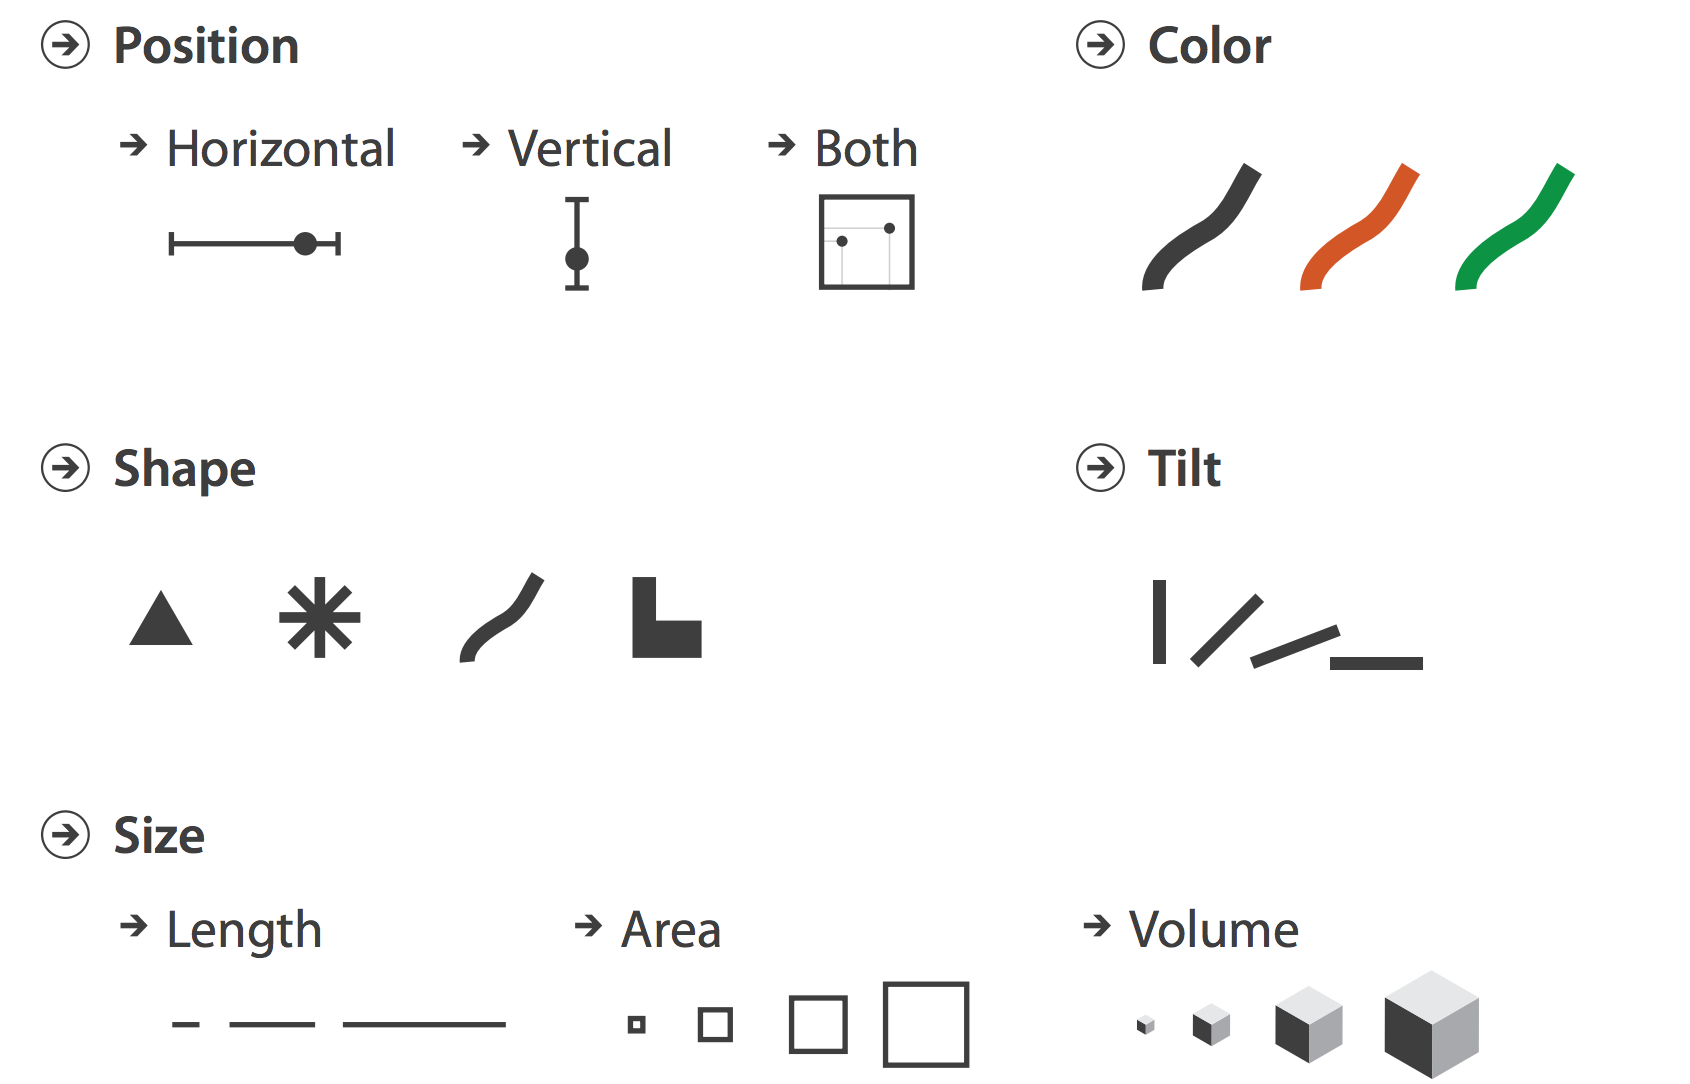 Position
Color
Horizontal
Vertical
Both
Shape
Tilt
Size
Length
Area
Volume